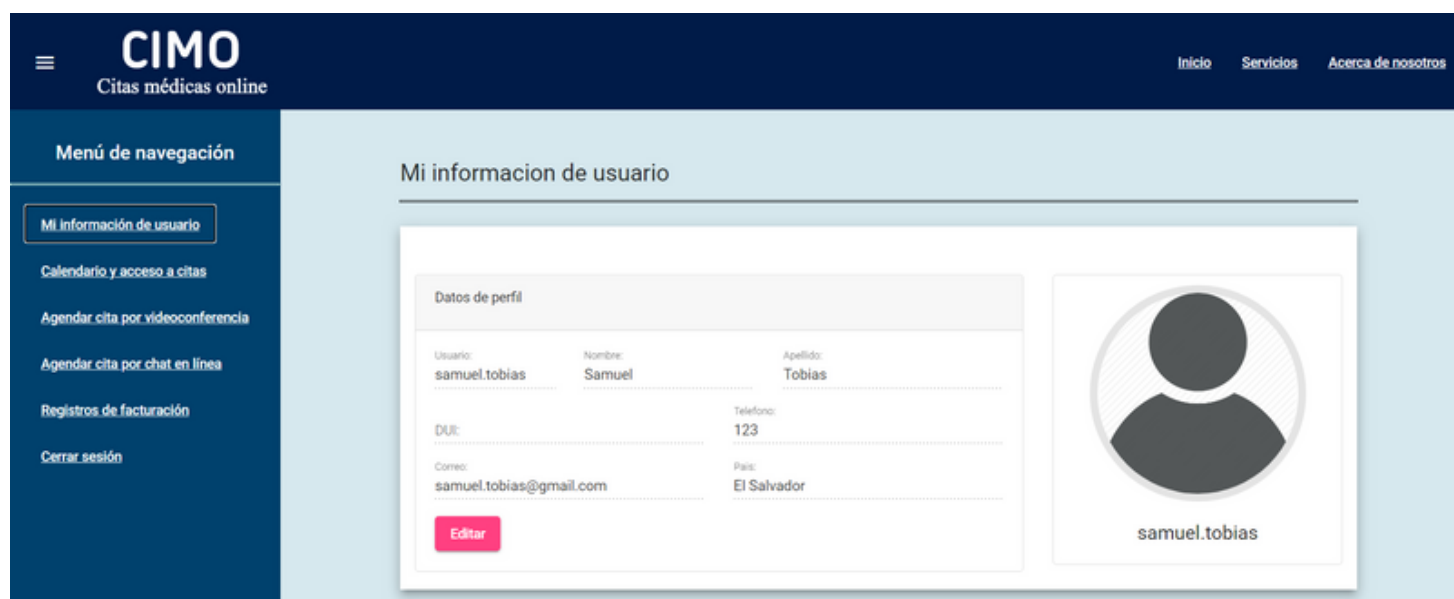 CIMO
Citas médicas online
Inicio Servicios Acerca de nosotros
Menú de navegación
Mi información de usuario
Calendario y acceso a citas
Agendar cita por videoconferencia
Agendar cita por chat en línea
Registros de facturación
Cerrar sesión
Mi informacion de usuario
Datos de perfil
Usuario: Nombre: Apellido:
samuel.tobias Samuel Tobias
Telefono:
DUI: 123
Correo: Pais:
samuel.tobias@gmail.com El Salvador
Editar
samuel.tobias